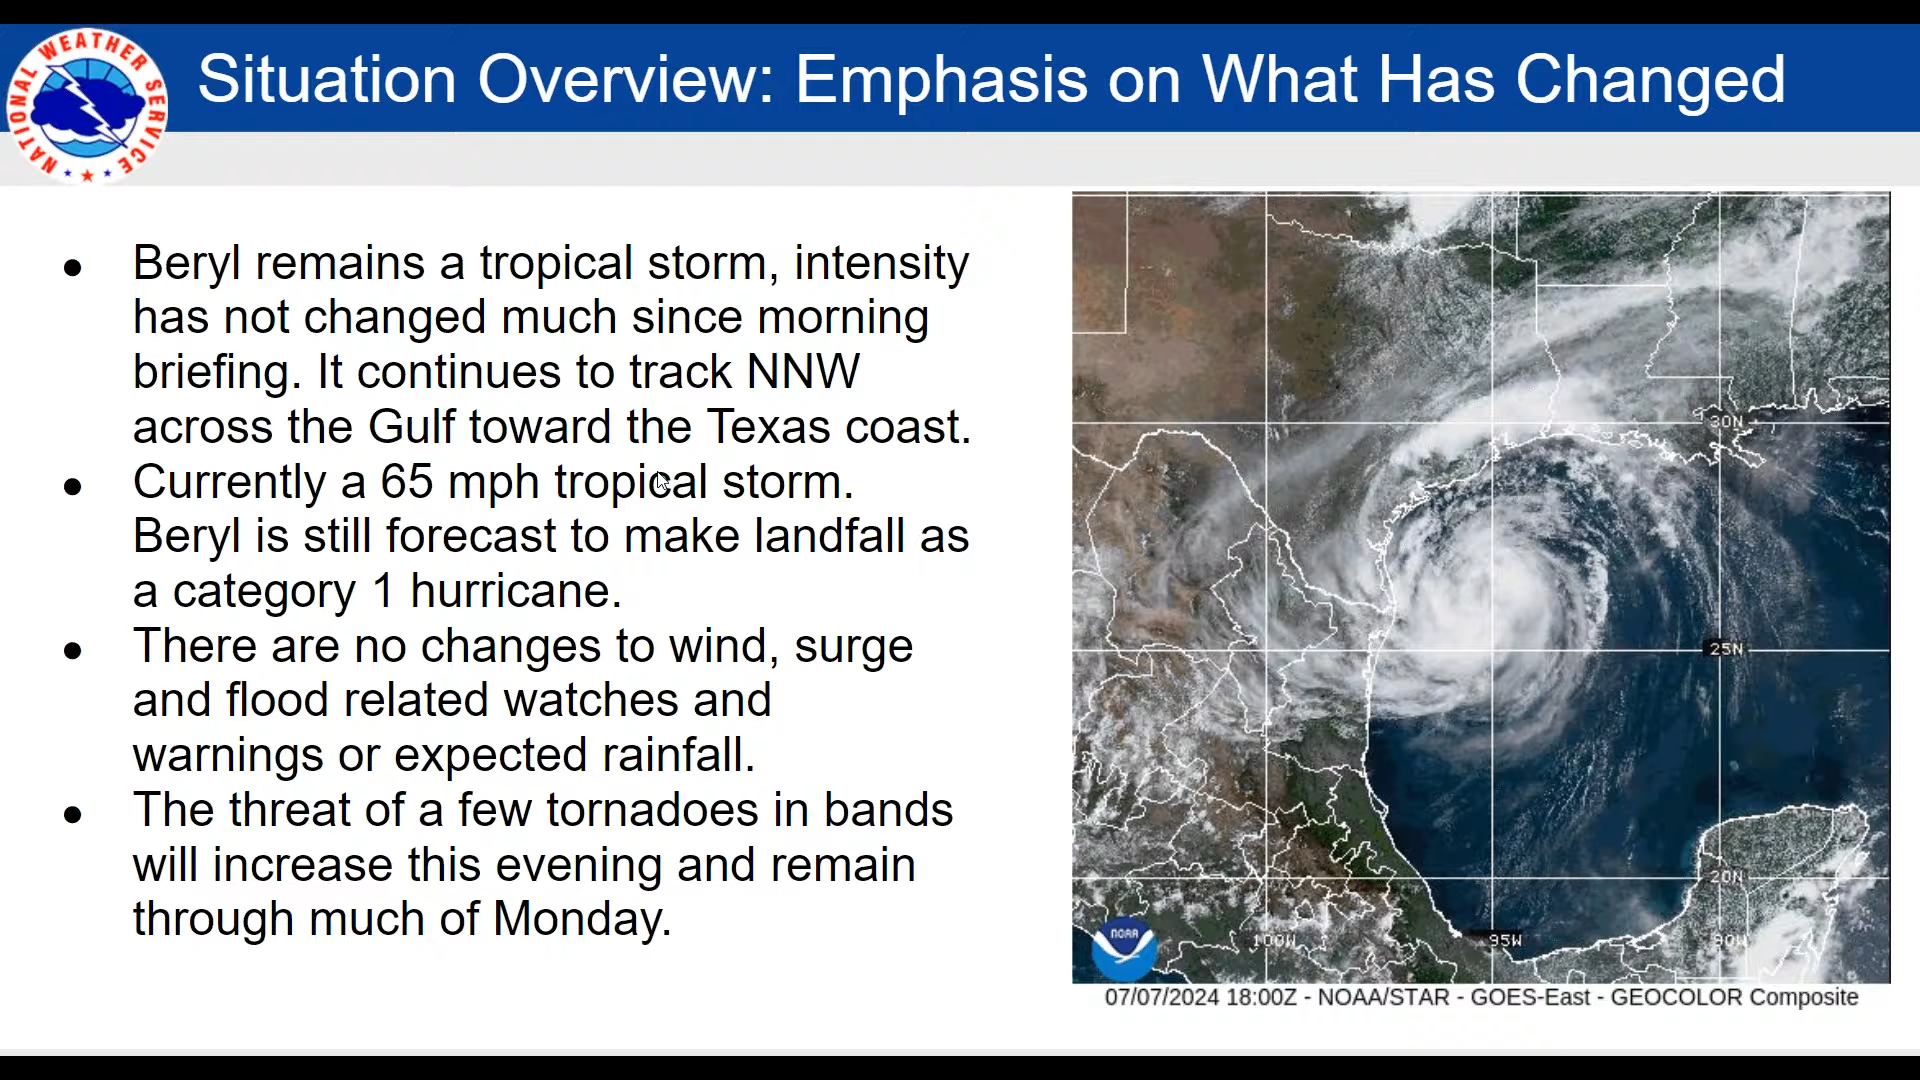 Situation Overview: Emphasis on What Has Changed
NATIONAL WEATHER SERVICE
● Beryl remains a tropical storm, intensity
has not changed much since morning
briefing. It continues to track NNW
across the Gulf toward the Texas coast.
● Currently a 65 mph tropical storm.
Beryl is still forecast to make landfall as
a category 1 hurricane.
● There are no changes to wind, surge
and flood related watches and
warnings or expected rainfall.
● The threat of a few tornadoes in bands
will increase this evening and remain
through much of Monday.
30N
25N
20N
NOAA
100W
95W
90W
07/07/2024 18:00Z - NOAA/STAR - GOES-East - GEOCOLOR Composite